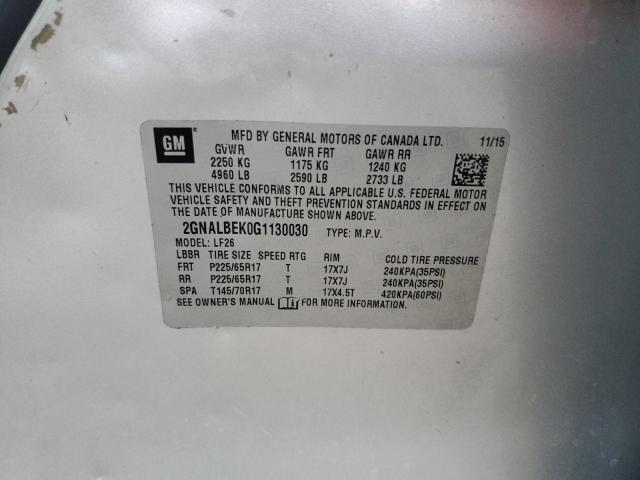 GM
MFD BY GENERAL MOTORS OF CANADA LTD. 11/15
GVWR GAWR FRT GAWR RR
2250 KG 1175 KG 1240 KG
4960 LB 2590 LB 2733 LB
THIS VEHICLE CONFORMS TO ALL APPLICABLE U.S. FEDERAL MOTOR
VEHICLE SAFETY AND THEFT PREVENTION STANDARDS IN EFFECT ON
THE DATE OF MANUFACTURE SHOWN ABOVE.
2GNALBEK0G1130030 TYPE: M.P.V.
MODEL: LF26
LBBR TIRE SIZE SPEED RTG RIM COLD TIRE PRESSURE
FRT P225/65R17 T 17X7J 240KPA(35PSI)
RR P225/65R17 T 17X7J 240KPA(35PSI)
SPA T145/70R17 M 17X4.5T 420KPA(60PSI)
SEE OWNER'S MANUAL FOR MORE INFORMATION.